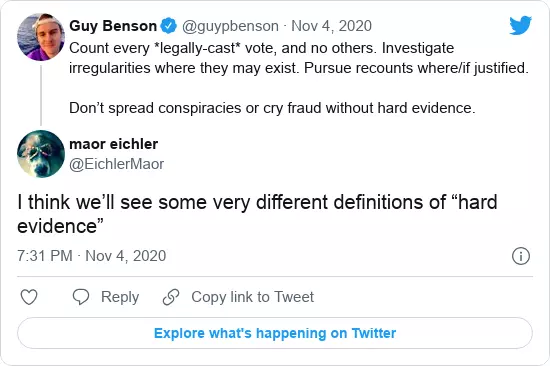 Guy Benson @guypbenson · Nov 4, 2020
Count every *legally-cast* vote, and no others. Investigate
irregularities where they may exist. Pursue recounts where/if justified.
Don’t spread conspiracies or cry fraud without hard evidence.
maor eichler
@EichlerMaor
I think we’ll see some very different definitions of “hard
evidence”
7:31 PM · Nov 4, 2020
Reply
Copy link to Tweet
Explore what's happening on Twitter